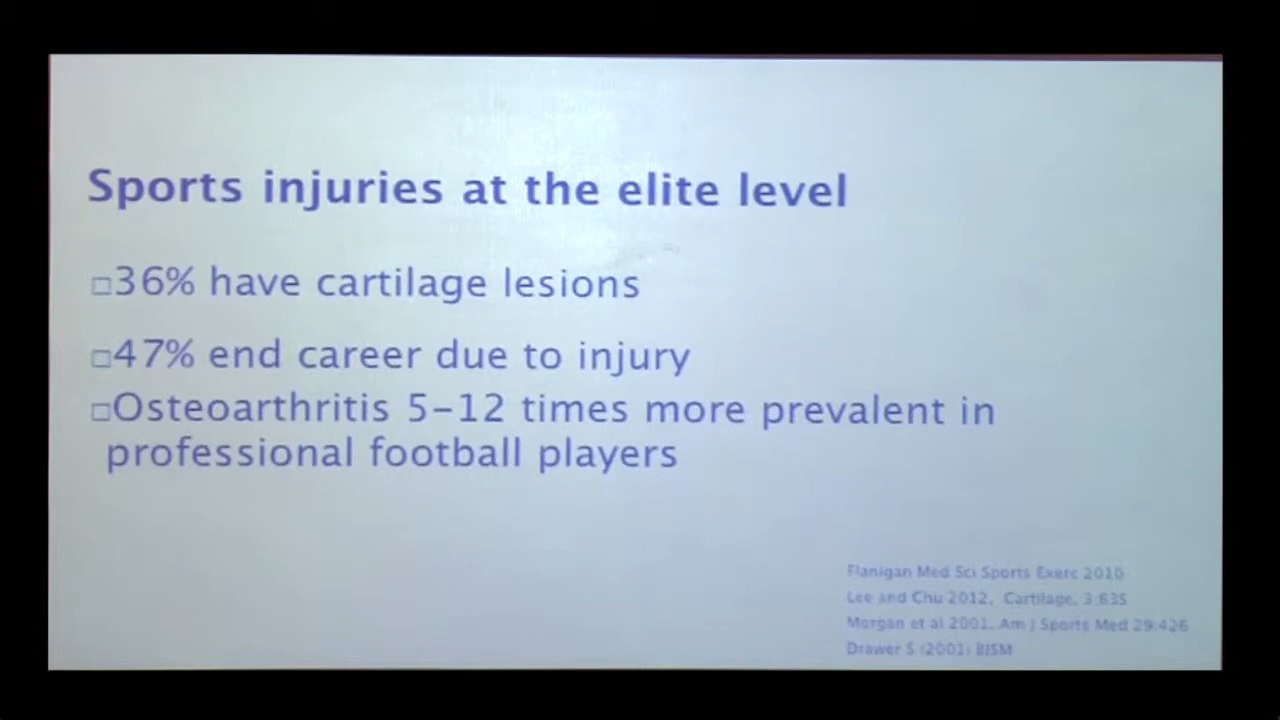 Sports injuries at the elite level
□36% have cartilage lesions
□47% end career due to injury
□Osteoarthritis 5-12 times more prevalent in
professional football players
Flanigan Med Sci Sports Exerc 2010
Lee and Chu 2012, Cartilage, 3:63S
Morgan et al 2001, Am J Sports Med 29:426
Drawer S (2001) BJSM